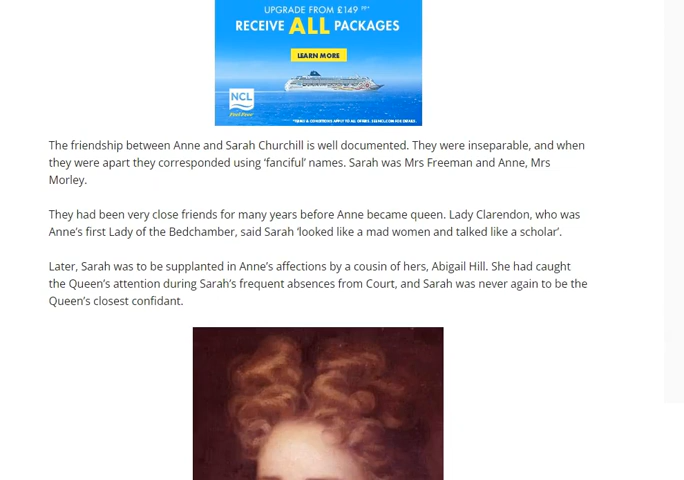 UPGRADE FROM £149 PP*
RECEIVE ALL PACKAGES
LEARN MORE
NCL
Feel Free
The friendship between Anne and Sarah Churchill is well documented. They were inseparable, and when
they were apart they corresponded using ‘fanciful’ names. Sarah was Mrs Freeman and Anne, Mrs
Morley.
They had been very close friends for many years before Anne became queen. Lady Clarendon, who was
Anne’s first Lady of the Bedchamber, said Sarah ‘looked like a mad women and talked like a scholar’.
Later, Sarah was to be supplanted in Anne’s affections by a cousin of hers, Abigail Hill. She had caught
the Queen’s attention during Sarah’s frequent absences from Court, and Sarah was never again to be the
Queen’s closest confidant.